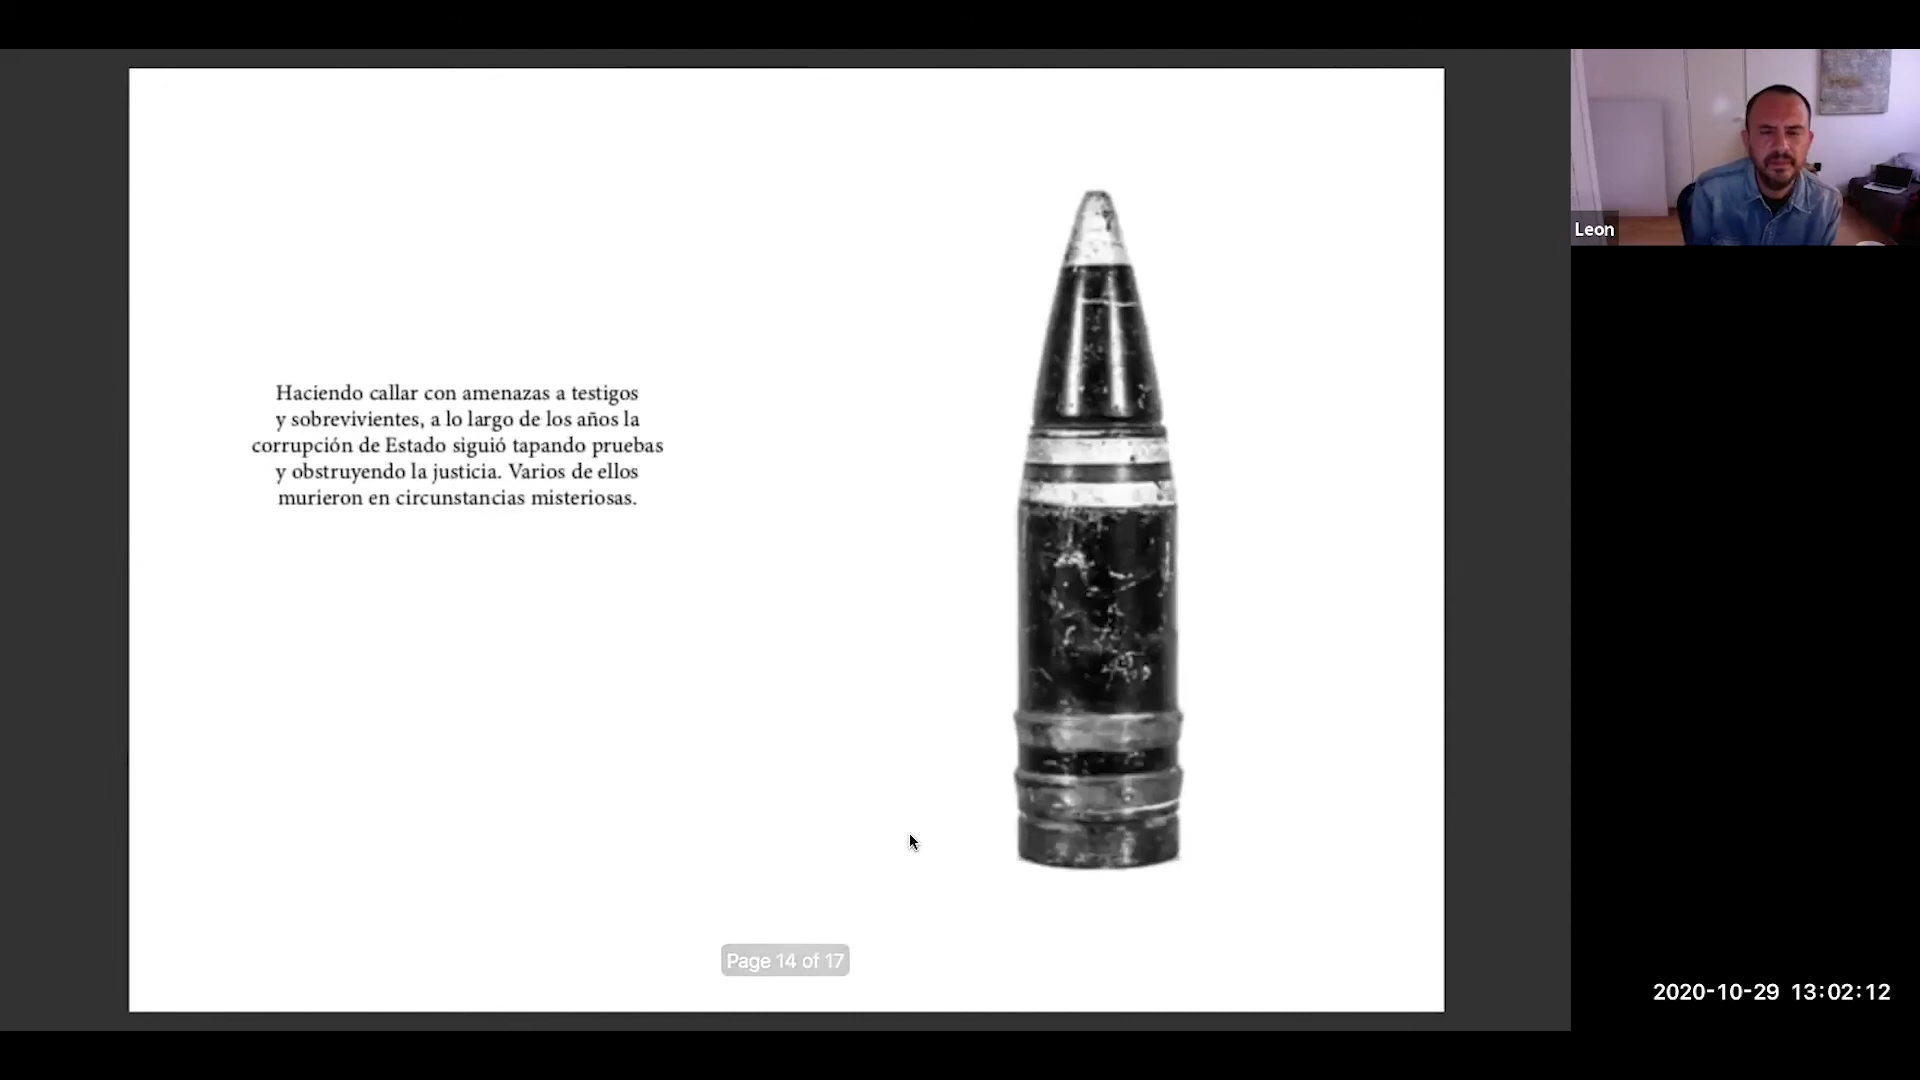 Haciendo callar con amenazas a testigos
y sobrevivientes, a lo largo de los años la
corrupción de Estado siguió tapando pruebas
y obstruyendo la justicia. Varios de ellos
murieron en circunstancias misteriosas.
Page 14 of 17
Leon
2020-10-29 13:02:12